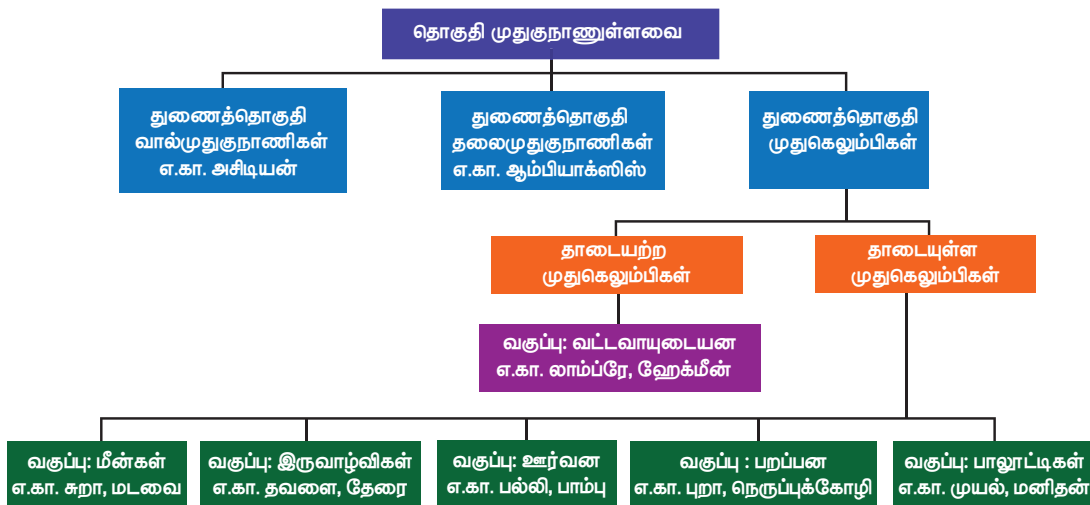 தொகுதி முதுகுநாணுள்ளவை
துணைத்தொகுதி
வால்முதுகுநாணிகள்
எ.கா. அசிடியன்
துணைத்தொகுதி
தலைமுதுகுநாணிகள்
எ.கா. ஆம்பியாக்ஸிஸ்
துணைத்தொகுதி
முதுகெலும்பிகள்
தாடையற்ற
முதுகெலும்பிகள்
தாடையுள்ள
முதுகெலும்பிகள்
வகுப்பு: வட்டவாயுடையன
எ.கா. லாம்ப்ரே, ஹேக்மீன்
வகுப்பு: மீன்கள்
எ.கா. சுறா, மடவை
வகுப்பு: இருவாழ்விகள்
எ.கா. தவளை, தேரை
வகுப்பு: ஊர்வன
எ.கா. பல்லி, பாம்பு
வகுப்பு : பறப்பன
எ.கா. புறா, நெருப்புக்கோழி
வகுப்பு: பாலூட்டிகள்
எ.கா. முயல், மனிதன்